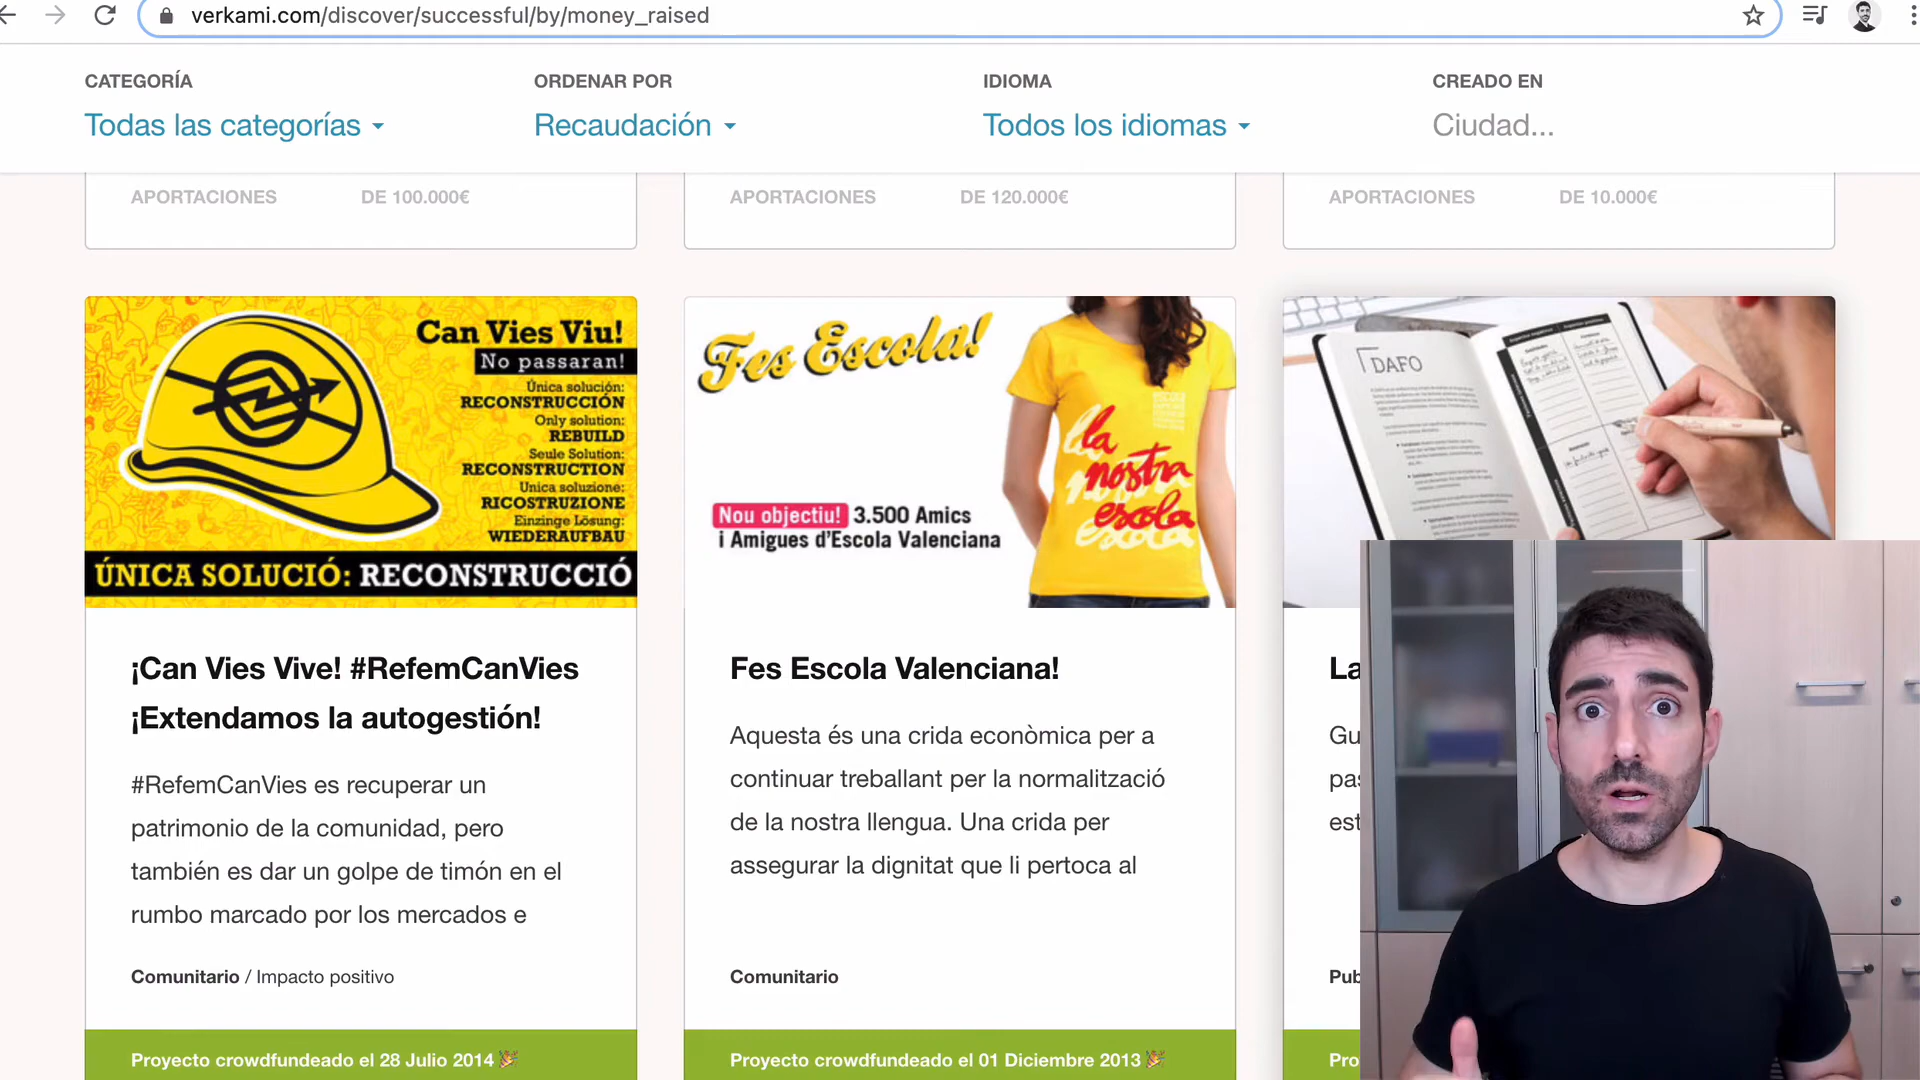 verkami.com/discover/successful/by/money_raised
CATEGORÍA
Todas las categorías
ORDENAR POR
Recaudación
IDIOMA
Todos los idiomas
CREADO EN
Ciudad...
APORTACIONES
DE 100.000€
APORTACIONES
DE 120.000€
APORTACIONES
DE 10.000€
Can Vies Viu!
No passaran!
Única solución:
RECONSTRUCCIÓN
Only solution:
REBUILD
Seule Solution:
RECONSTRUCTION
Unica soluzione:
RICOSTRUZIONE
Einzinge Lösung:
WIEDERAUFBAU
ÚNICA SOLUCIÓ: RECONSTRUCCIÓ
¡Can Vies Vive! #RefemCanVies
¡Extendamos la autogestión!
#RefemCanVies es recuperar un
patrimonio de la comunidad, pero
también es dar un golpe de timón en el
rumbo marcado por los mercados e
Comunitario / Impacto positivo
Proyecto crowdfundeado el 28 Julio 2014
Fes Escola!
la
nostra
escola
Nou objectiu! 3.500 Amics
i Amigues d'Escola Valenciana
Fes Escola Valenciana!
Aquesta és una crida econòmica per a
continuar treballant per la normalització
de la nostra llengua. Una crida per
assegurar la dignitat que li pertoca al
Comunitario
Proyecto crowdfundeado el 01 Diciembre 2013
DAFO
La
Gu
pas
est
Pub
Pro